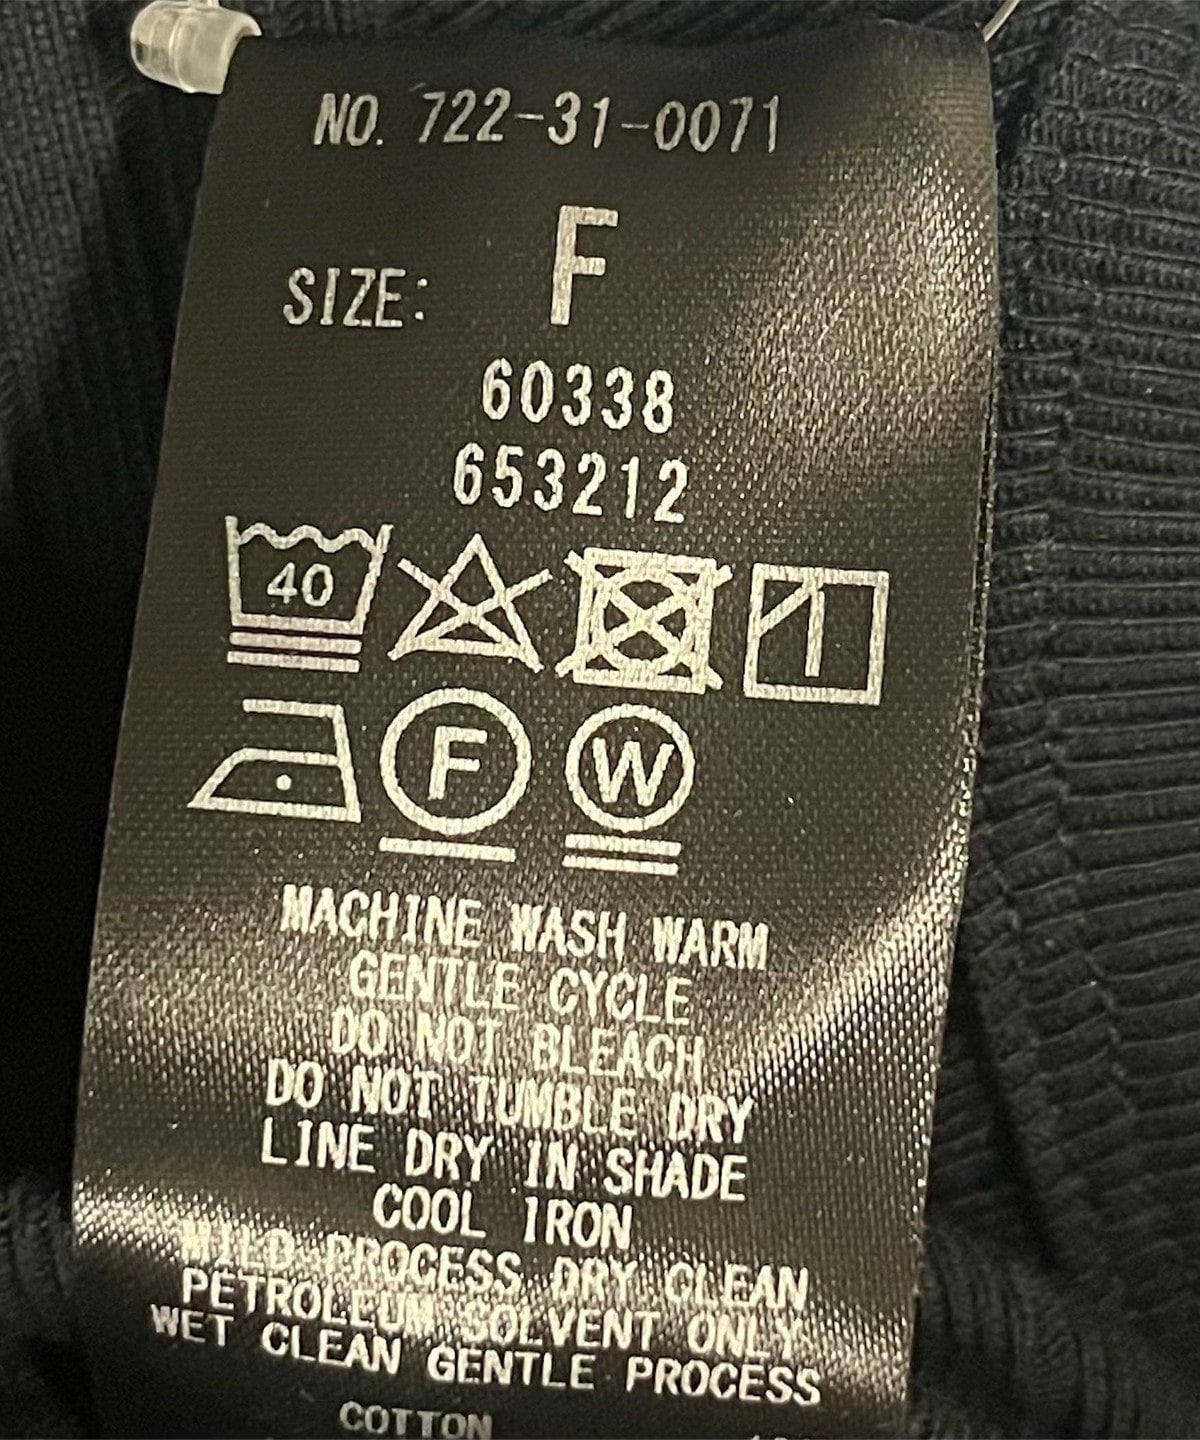 NO. 722-31-0071
SIZE: F
60338
653212
40
F W
MACHINE WASH WARM
GENTLE CYCLE
DO NOT BLEACH
DO NOT TUMBLE DRY
LINE DRY IN SHADE
COOL IRON
MILD PROCESS DRY CLEAN
PETROLEUM SOLVENT ONLY
WET CLEAN GENTLE PROCESS
COTTON